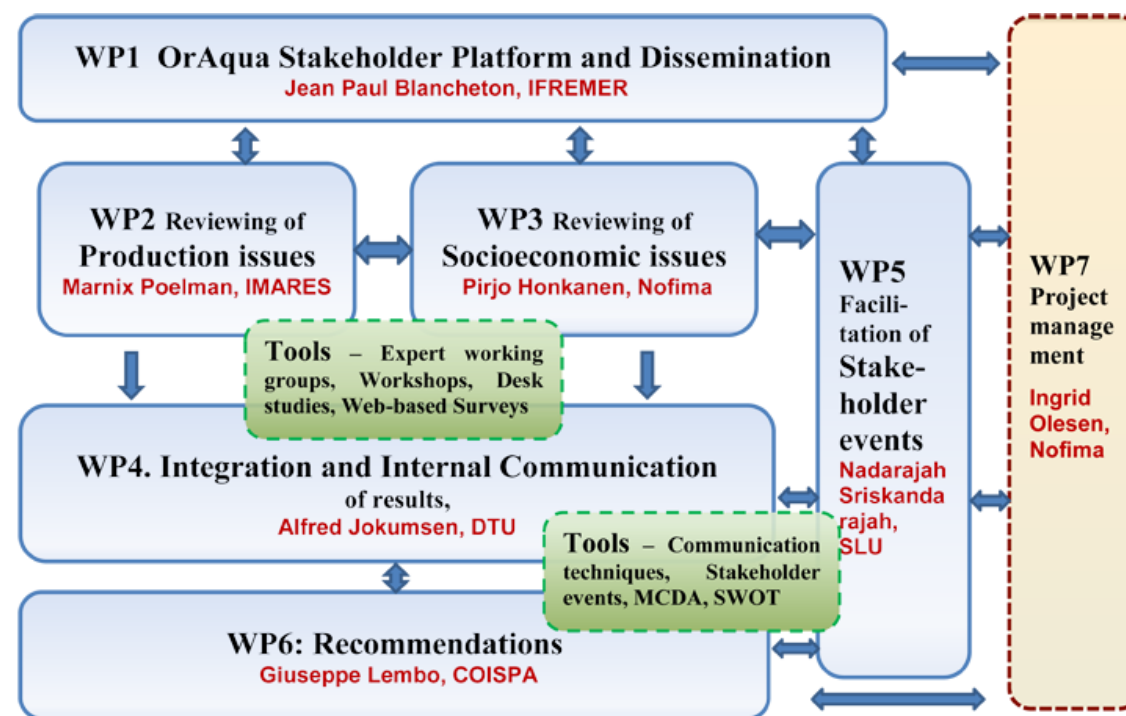 WP1 OrAqua Stakeholder Platform and Dissemination
Jean Paul Blancheton, IFREMER
WP2 Reviewing of
Production issues
Marnix Poelman, IMARES
WP3 Reviewing of
Socioeconomic issues
Pirjo Honkanen, Nofima
Tools – Expert working
groups, Workshops, Desk
studies, Web-based Surveys
WP4. Integration and Internal Communication
of results,
Alfred Jokumsen, DTU
Tools – Communication
techniques, Stakeholder
events, MCDA, SWOT
WP6: Recommendations
Giuseppe Lembo, COISPA
WP5
Facili-
tation of
Stake-
holder
events
Nadarajah
Sriskanda
rajah,
SLU
WP7
Project
manage
ment
Ingrid
Olesen,
Nofima